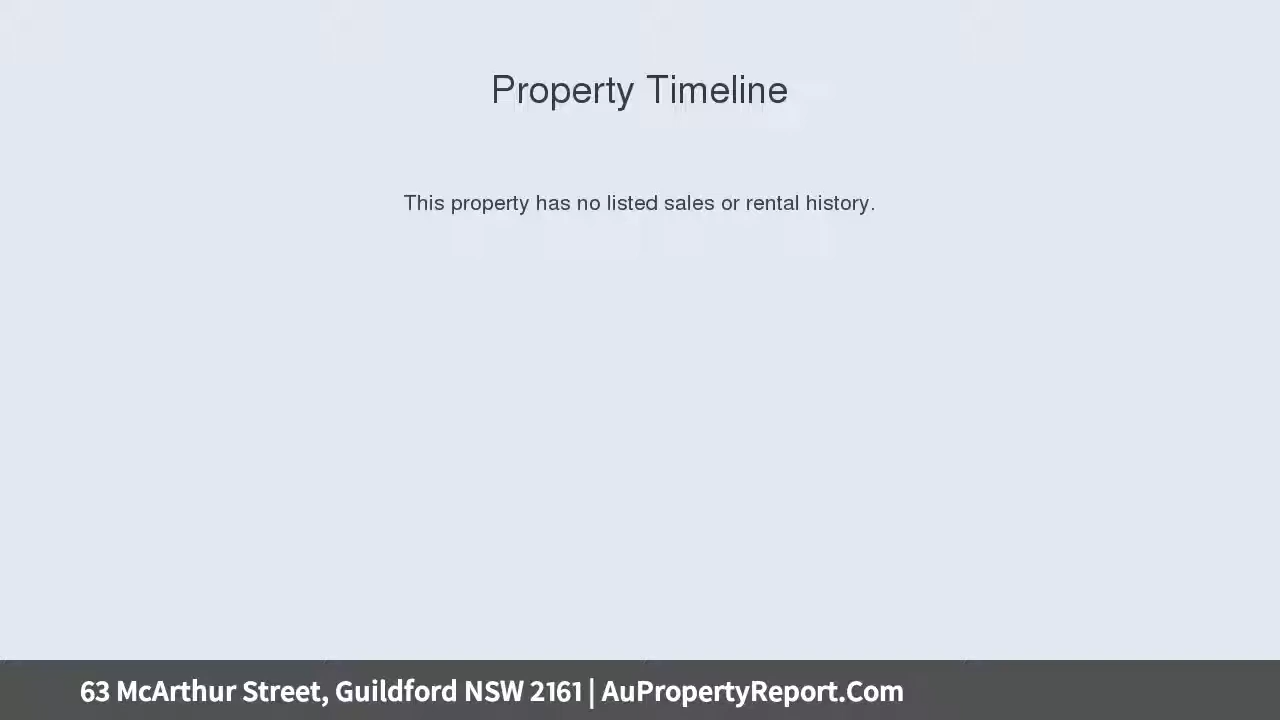 Property Timeline
This property has no listed sales or rental history.
63 McArthur Street, Guildford NSW 2161 | AuPropertyReport.Com